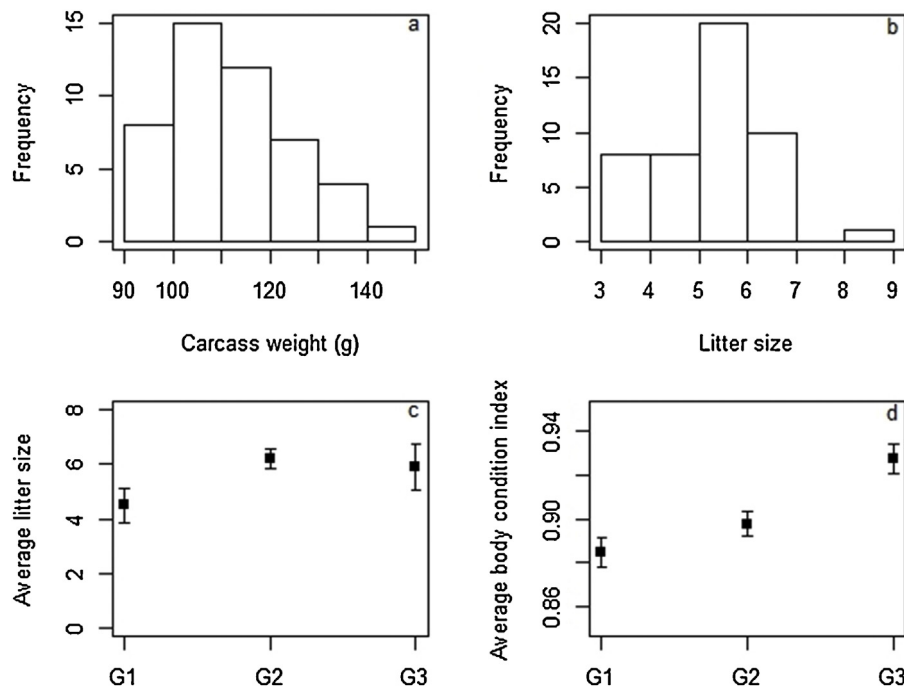 a
15
10
5
0
Frequency
90 100 120 140
Carcass weight (g)
b
20
15
10
5
0
Frequency
3 4 5 6 7 8 9
Litter size
c
8
6
4
2
0
Average litter size
G1 G2 G3
d
0.94
0.90
0.86
Average body condition index
G1 G2 G3